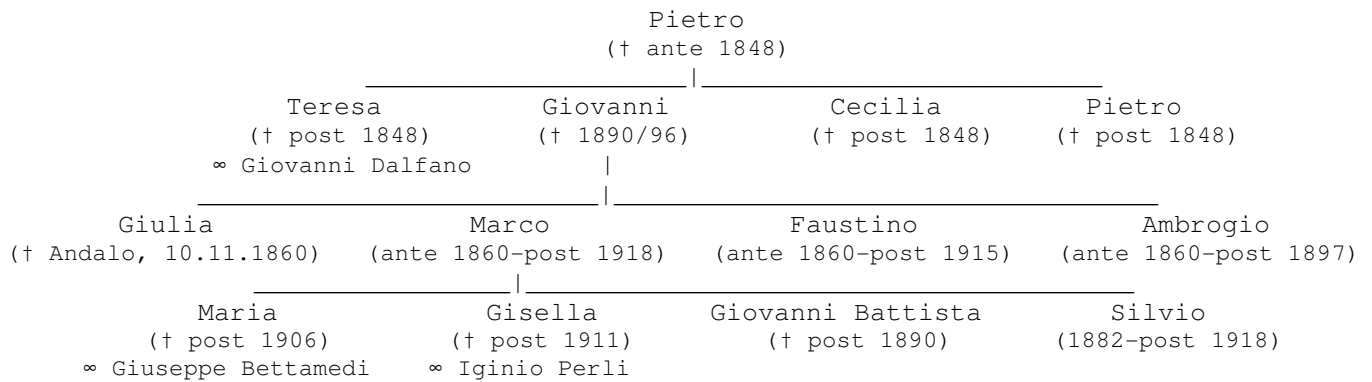 Pietro
(† ante 1848)
Teresa Giovanni Cecilia Pietro
(† post 1848) († 1890/96) († post 1848) († post 1848)
∞ Giovanni Dalfano
Giulia Marco Faustino Ambrogio
(† Andalo, 10.11.1860) (ante 1860-post 1918) (ante 1860-post 1915) (ante 1860-post 1897)
Maria Gisella Giovanni Battista Silvio
(† post 1906) († post 1911) († post 1890) (1882-post 1918)
∞ Giuseppe Bettamedi ∞ Iginio Perli